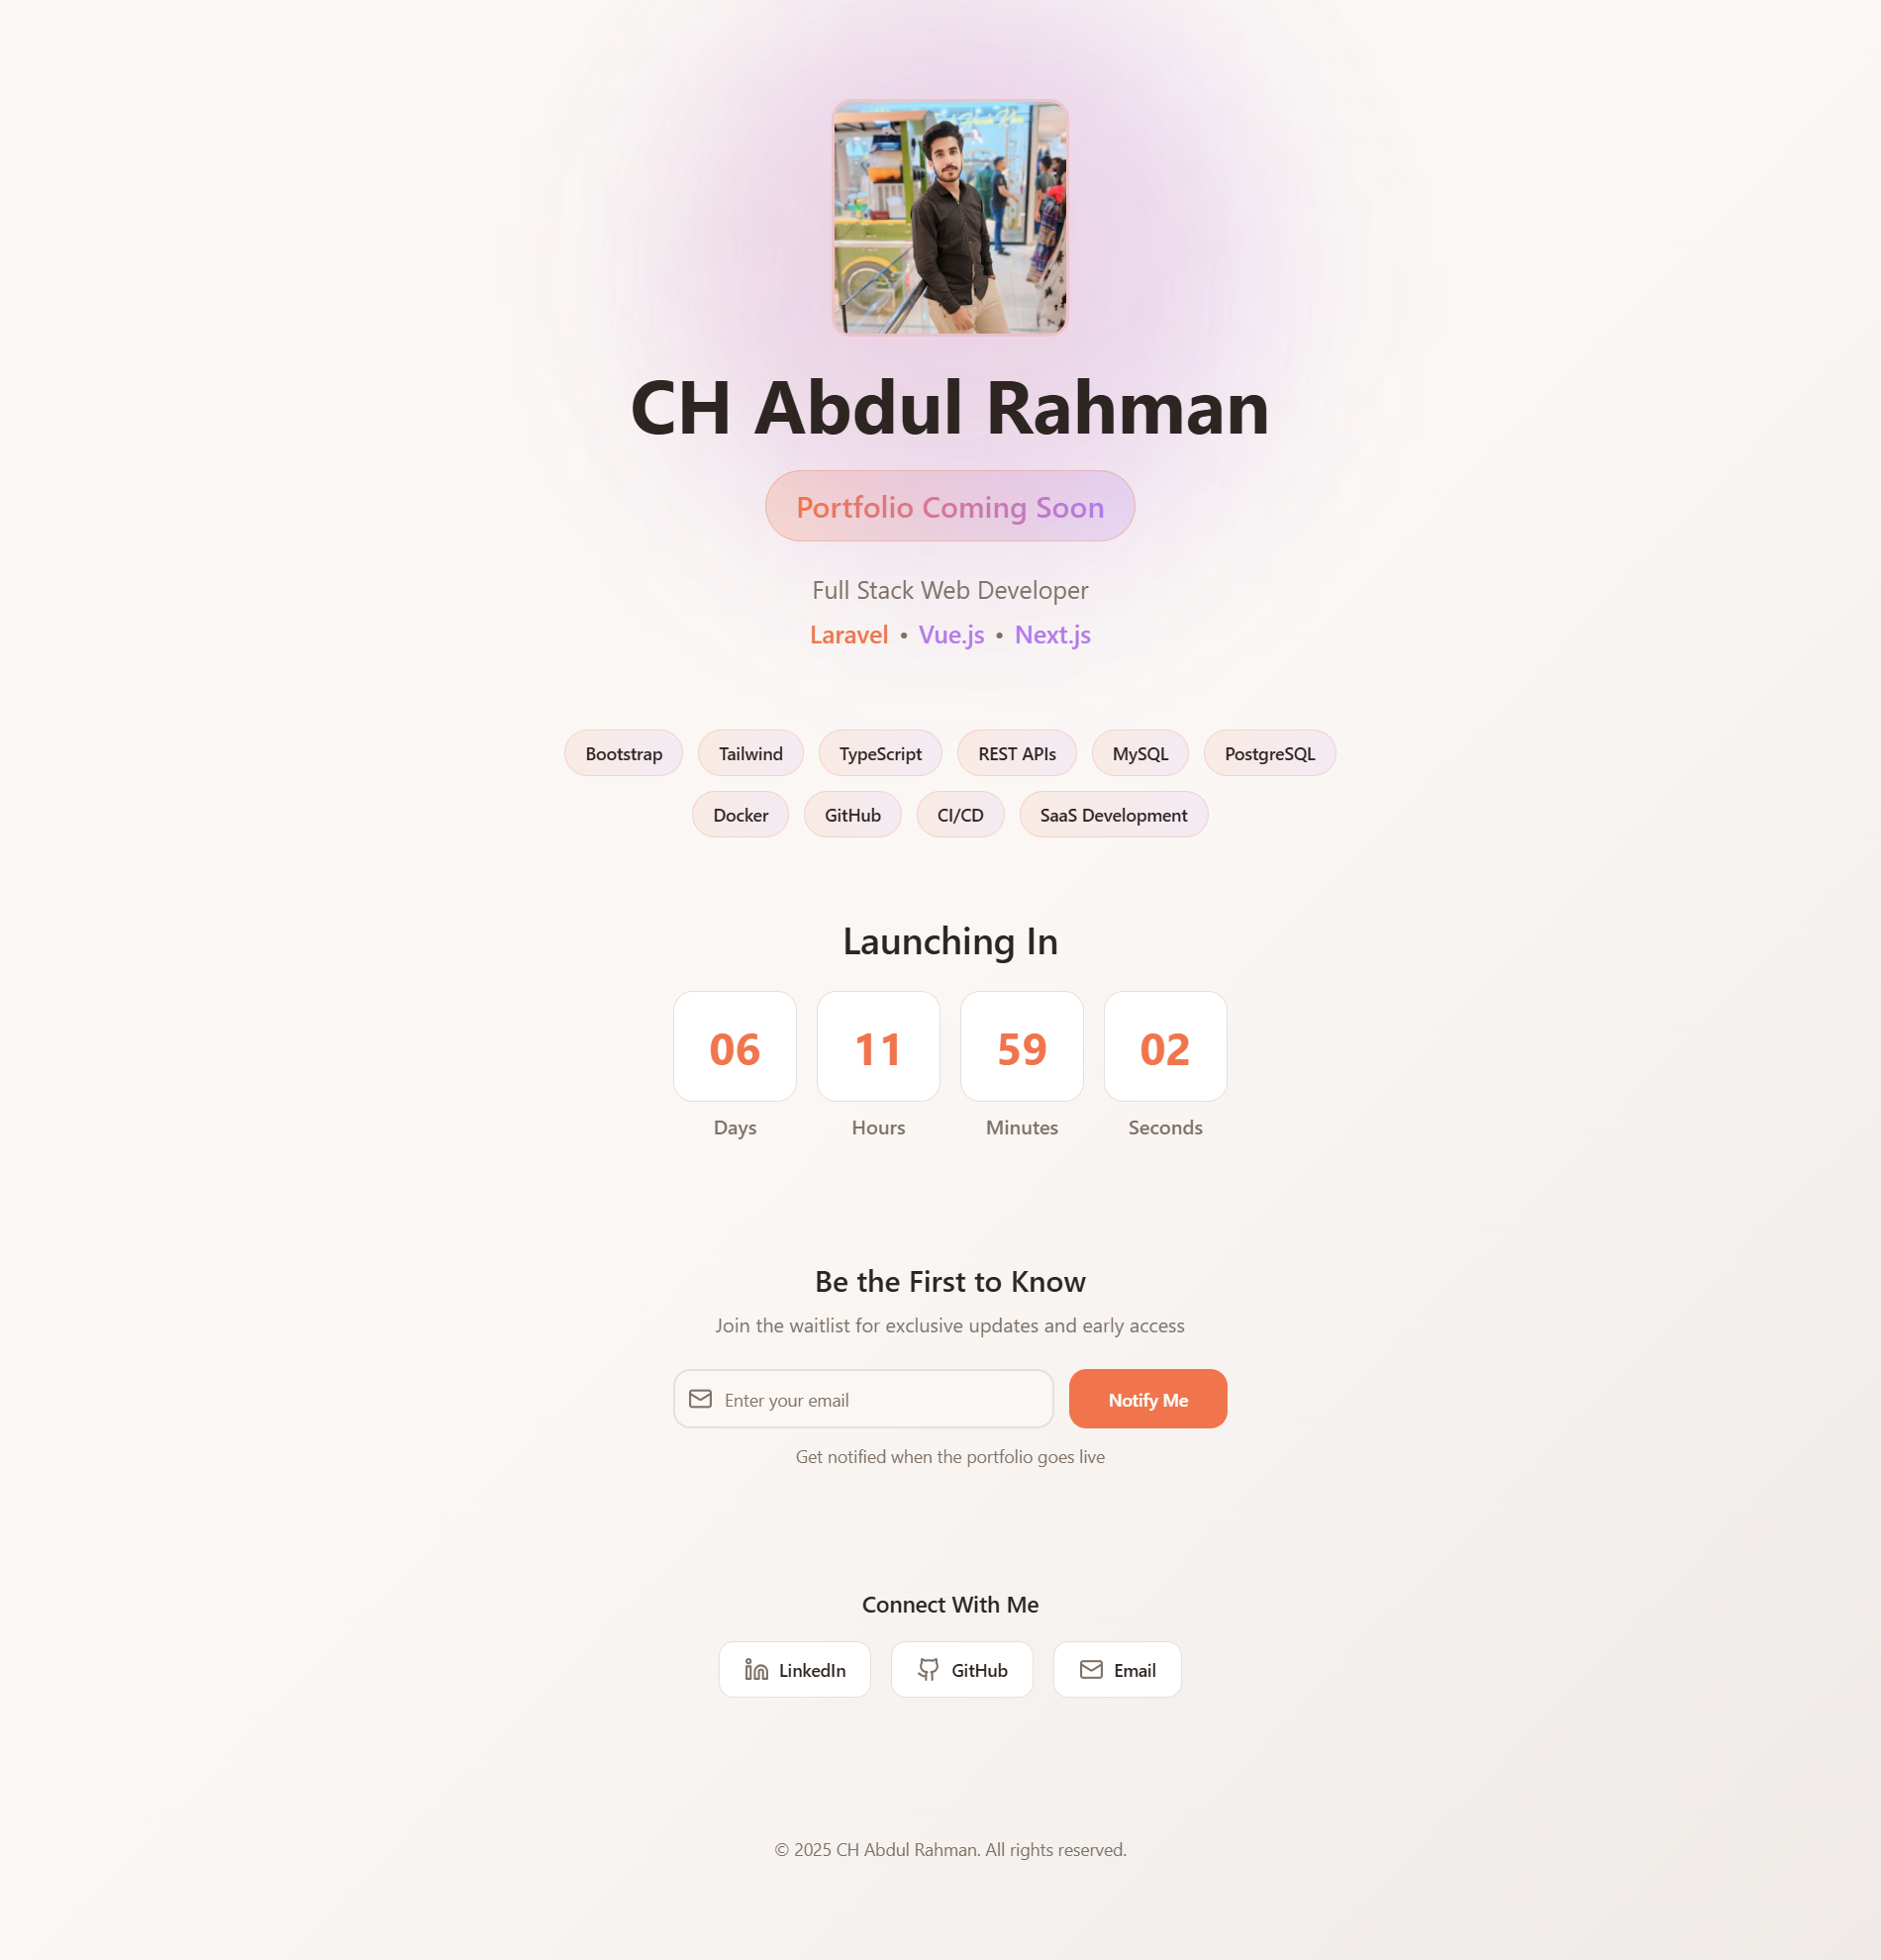 CH Abdul Rahman
Portfolio Coming Soon
Full Stack Web Developer
Laravel • Vue.js • Next.js
Bootstrap Tailwind TypeScript REST APIs MySQL PostgreSQL
Docker GitHub CI/CD SaaS Development
Launching In
06 11 59 02
Days Hours Minutes Seconds
Be the First to Know
Join the waitlist for exclusive updates and early access
Enter your email Notify Me
Get notified when the portfolio goes live
Connect With Me
LinkedIn GitHub Email
© 2025 CH Abdul Rahman. All rights reserved.